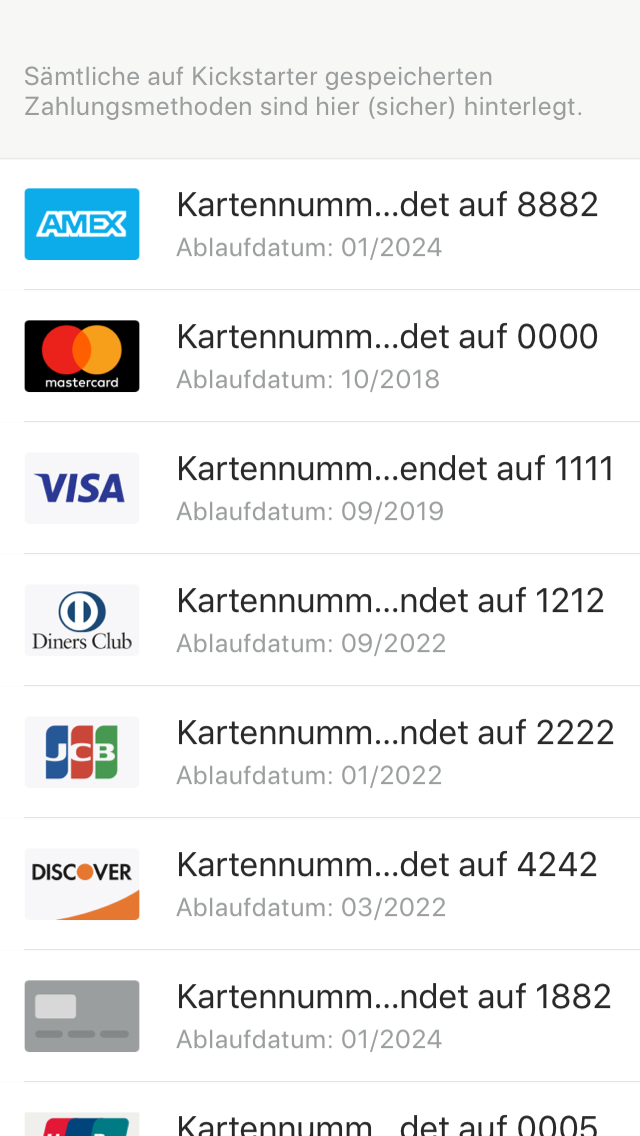 Sämtliche auf Kickstarter gespeicherten
Zahlungsmethoden sind hier (sicher) hinterlegt.
AMEX
Kartennumm...det auf 8882
Ablaufdatum: 01/2024
mastercard
Kartennumm...det auf 0000
Ablaufdatum: 10/2018
VISA
Kartennumm...endet auf 1111
Ablaufdatum: 09/2019
Diners Club
Kartennumm...ndet auf 1212
Ablaufdatum: 09/2022
JCB
Kartennumm...ndet auf 2222
Ablaufdatum: 01/2022
DISCOVER
Kartennumm...det auf 4242
Ablaufdatum: 03/2022
Kartennumm...ndet auf 1882
Ablaufdatum: 01/2024
Kartennumm...det auf 0005